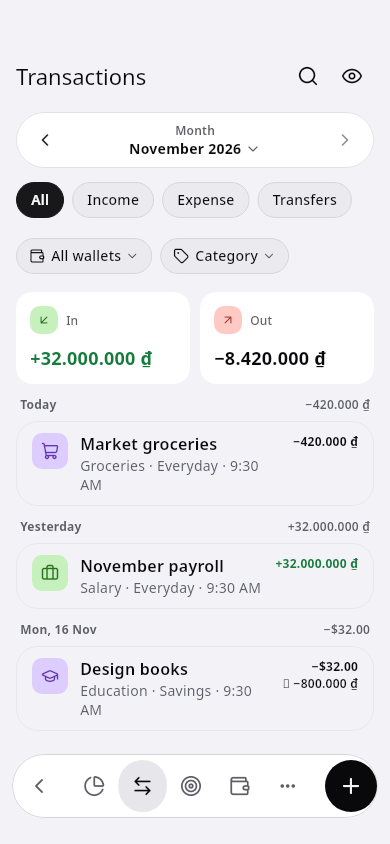 Transactions
Month
November 2026
All
Income
Expense
Transfers
All wallets
Category
In
+32.000.000 ₫
Out
−8.420.000 ₫
Today
−420.000 ₫
Market groceries
−420.000 ₫
Groceries · Everyday · 9:30
AM
Yesterday
+32.000.000 ₫
November payroll
+32.000.000 ₫
Salary · Everyday · 9:30 AM
Mon, 16 Nov
−$32.00
Design books
−$32.00
Education · Savings · 9:30
AM
−800.000 ₫